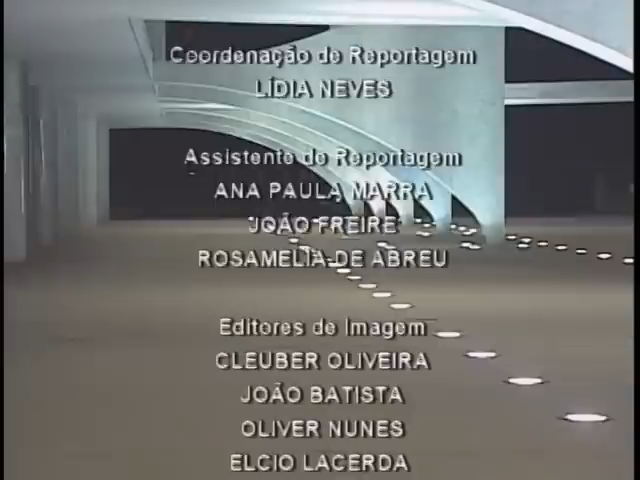 Coordenação de Reportagem
LÍDIA NEVES
Assistente de Reportagem
ANA PAULA MARRA
JOÃO FREIRE
ROSAMELIA DE ABREU
Editores de Imagem
CLEUBER OLIVEIRA
JOÃO BATISTA
OLIVER NUNES
ELCIO LACERDA